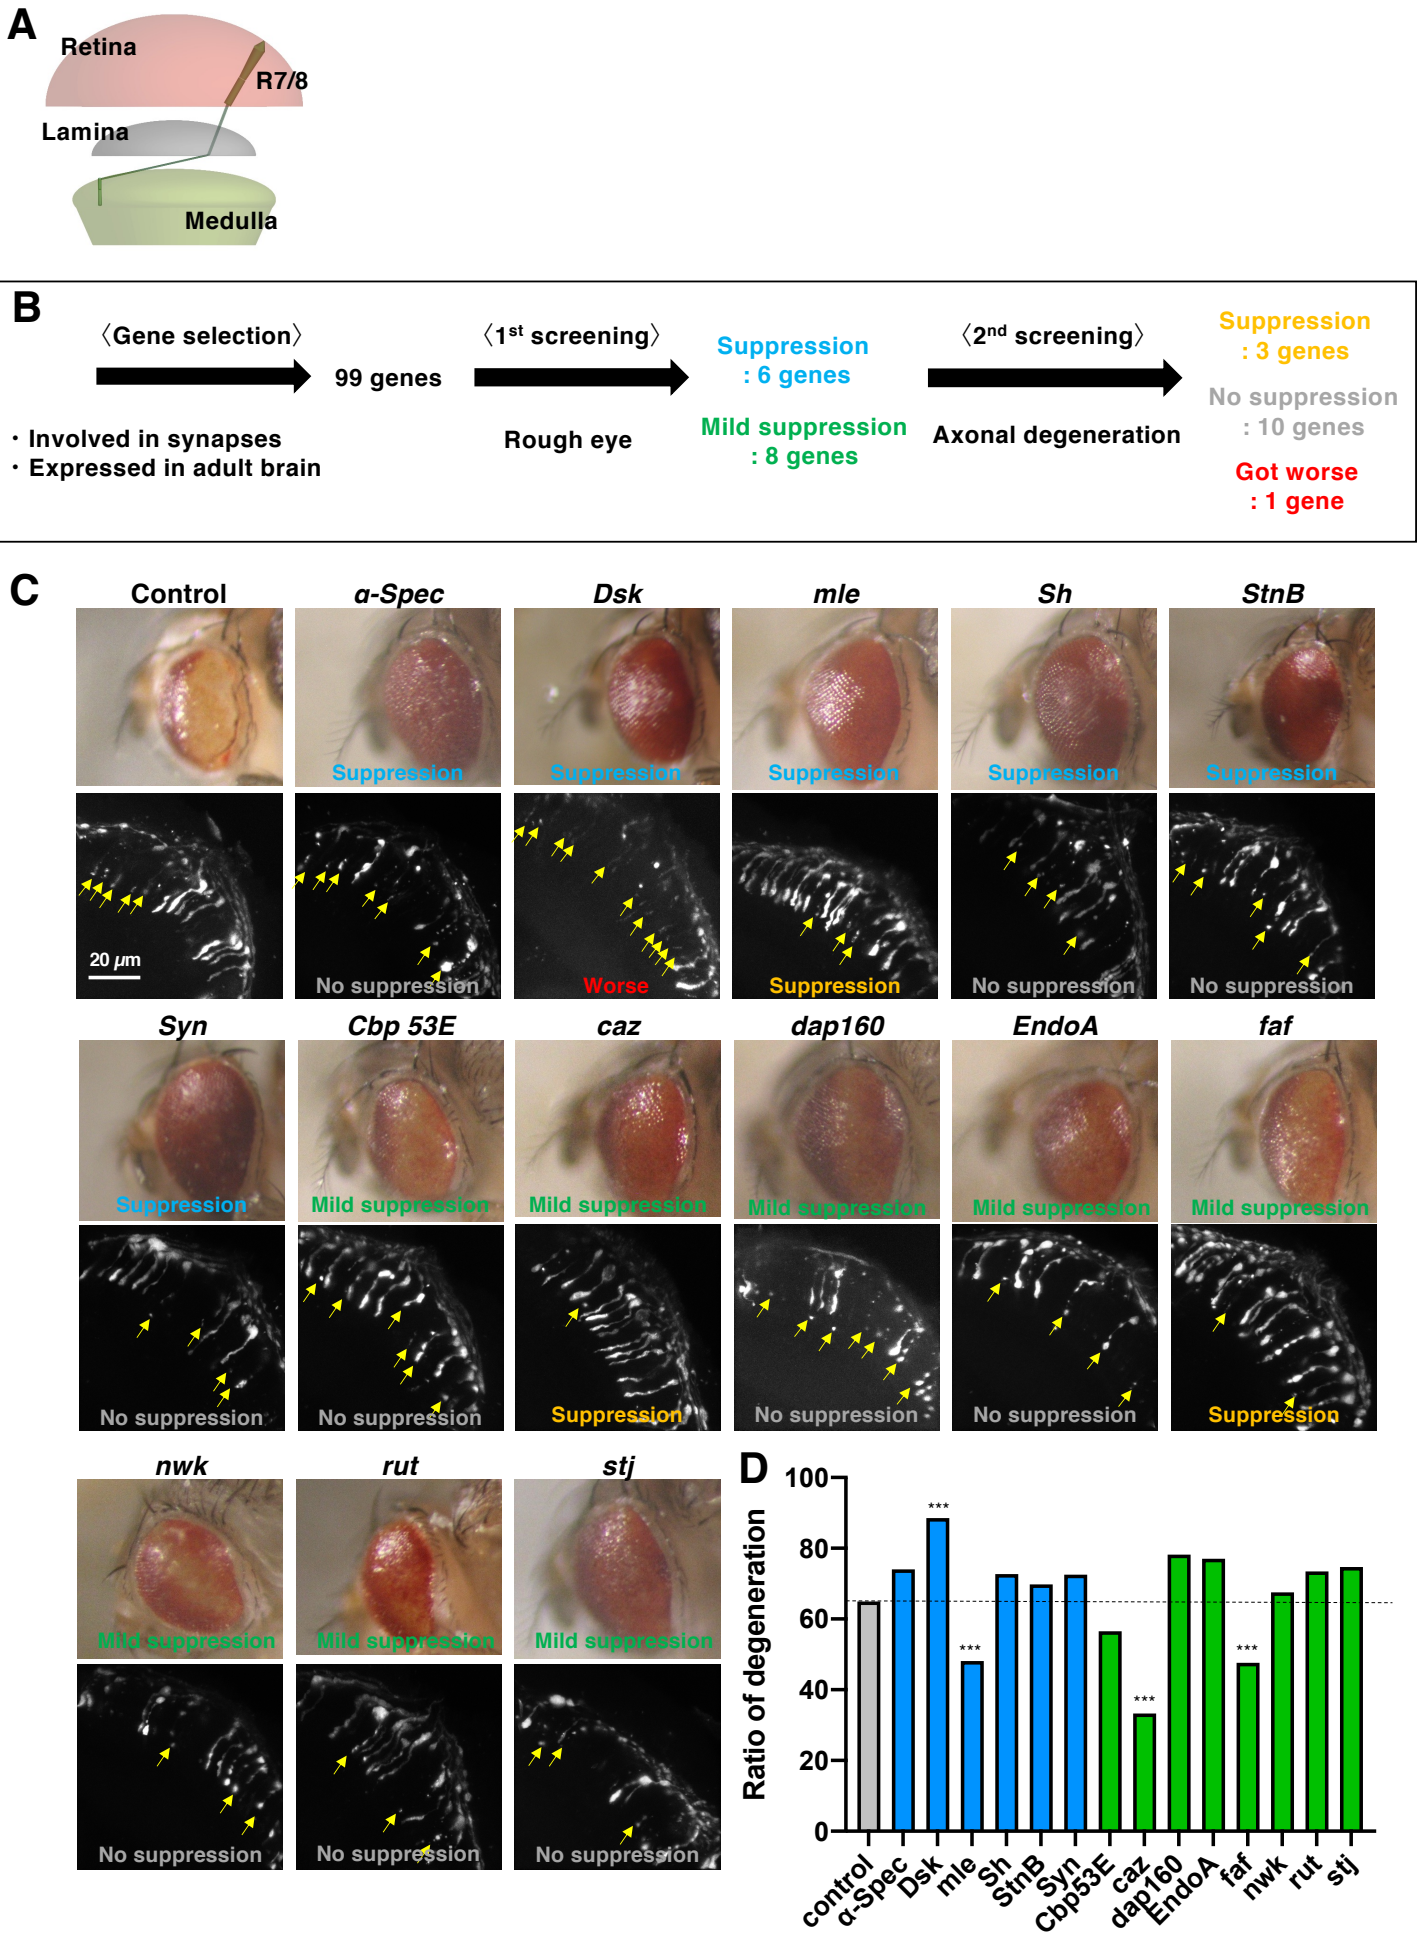 A
Retina
R7/8
Lamina
Medulla
B
〈Gene selection〉
・Involved in synapses
・Expressed in adult brain
99 genes
〈1st screening〉
Rough eye
Suppression
: 6 genes
Mild suppression
: 8 genes
〈2nd screening〉
Axonal degeneration
Suppression
: 3 genes
No suppression
: 10 genes
Got worse
: 1 gene
C
Control
α-Spec
Dsk
mle
Sh
StnB
Suppression
Suppression
Suppression
Suppression
Suppression
20 μm
No suppression
Worse
Suppression
No suppression
No suppression
Syn
Cbp 53E
caz
dap160
EndoA
faf
Suppression
Mild suppression
Mild suppression
Mild suppression
Mild suppression
Mild suppression
No suppression
No suppression
Suppression
No suppression
No suppression
Suppression
nwk
rut
stj
Mild suppression
Mild suppression
Mild suppression
No suppression
No suppression
No suppression
D
Ratio of degeneration
100
80
60
40
20
0
***
***
***
***
control
α-Spec
Dsk
mle
Sh
StnB
Syn
Cbp53E
caz
dap160
EndoA
faf
nwk
rut
stj